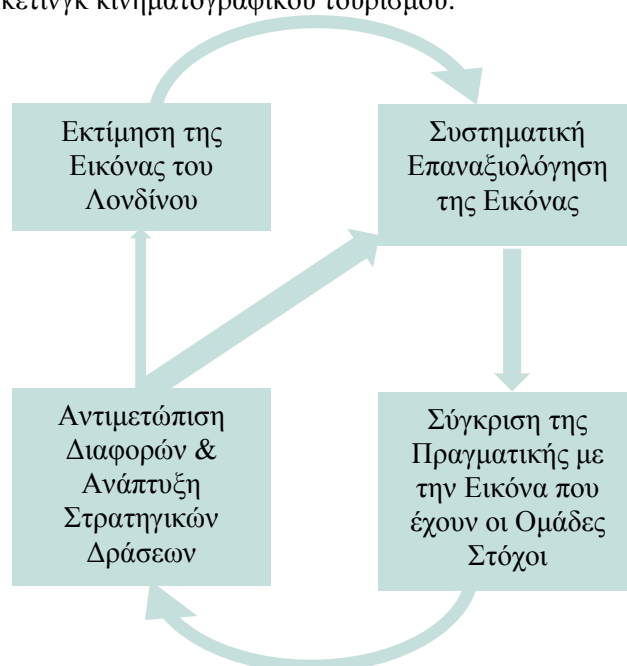 κετινγκ κινηματογραφικού τουρισμού.
Εκτίμηση της
Εικόνας του
Λονδίνου
Συστηματική
Επαναξιολόγηση
της Εικόνας
Αντιμετώπιση
Διαφορών &
Ανάπτυξη
Στρατηγικών
Δράσεων
Σύγκριση της
Πραγματικής με
την Εικόνα που
έχουν οι Ομάδες
Στόχοι